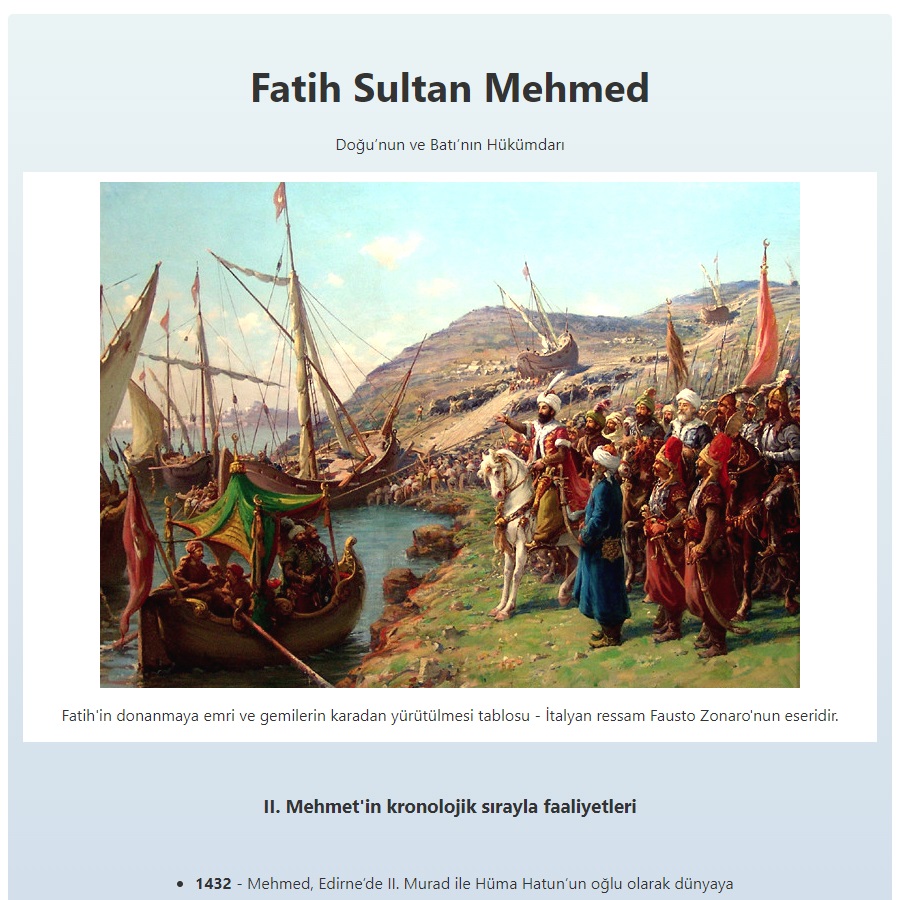 Fatih Sultan Mehmed
Doğu’nun ve Batı’nın Hükümdarı
Fatih'in donanmaya emri ve gemilerin karadan yürütülmesi tablosu - İtalyan ressam Fausto Zonaro'nun eseridir.
II. Mehmet'in kronolojik sırayla faaliyetleri
• 1432 - Mehmed, Edirne’de II. Murad ile Hüma Hatun’un oğlu olarak dünyaya